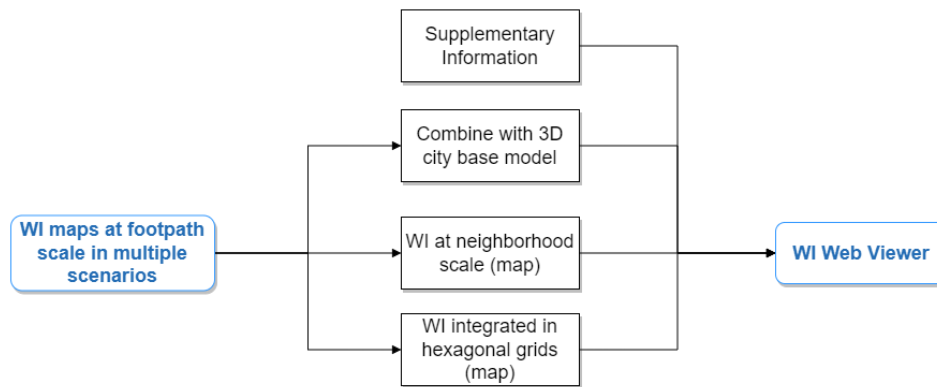 Supplementary
Information
Combine with 3D
city base model
WI maps at footpath
scale in multiple
scenarios
WI at neighborhood
scale (map)
WI Web Viewer
WI integrated in
hexagonal grids
(map)